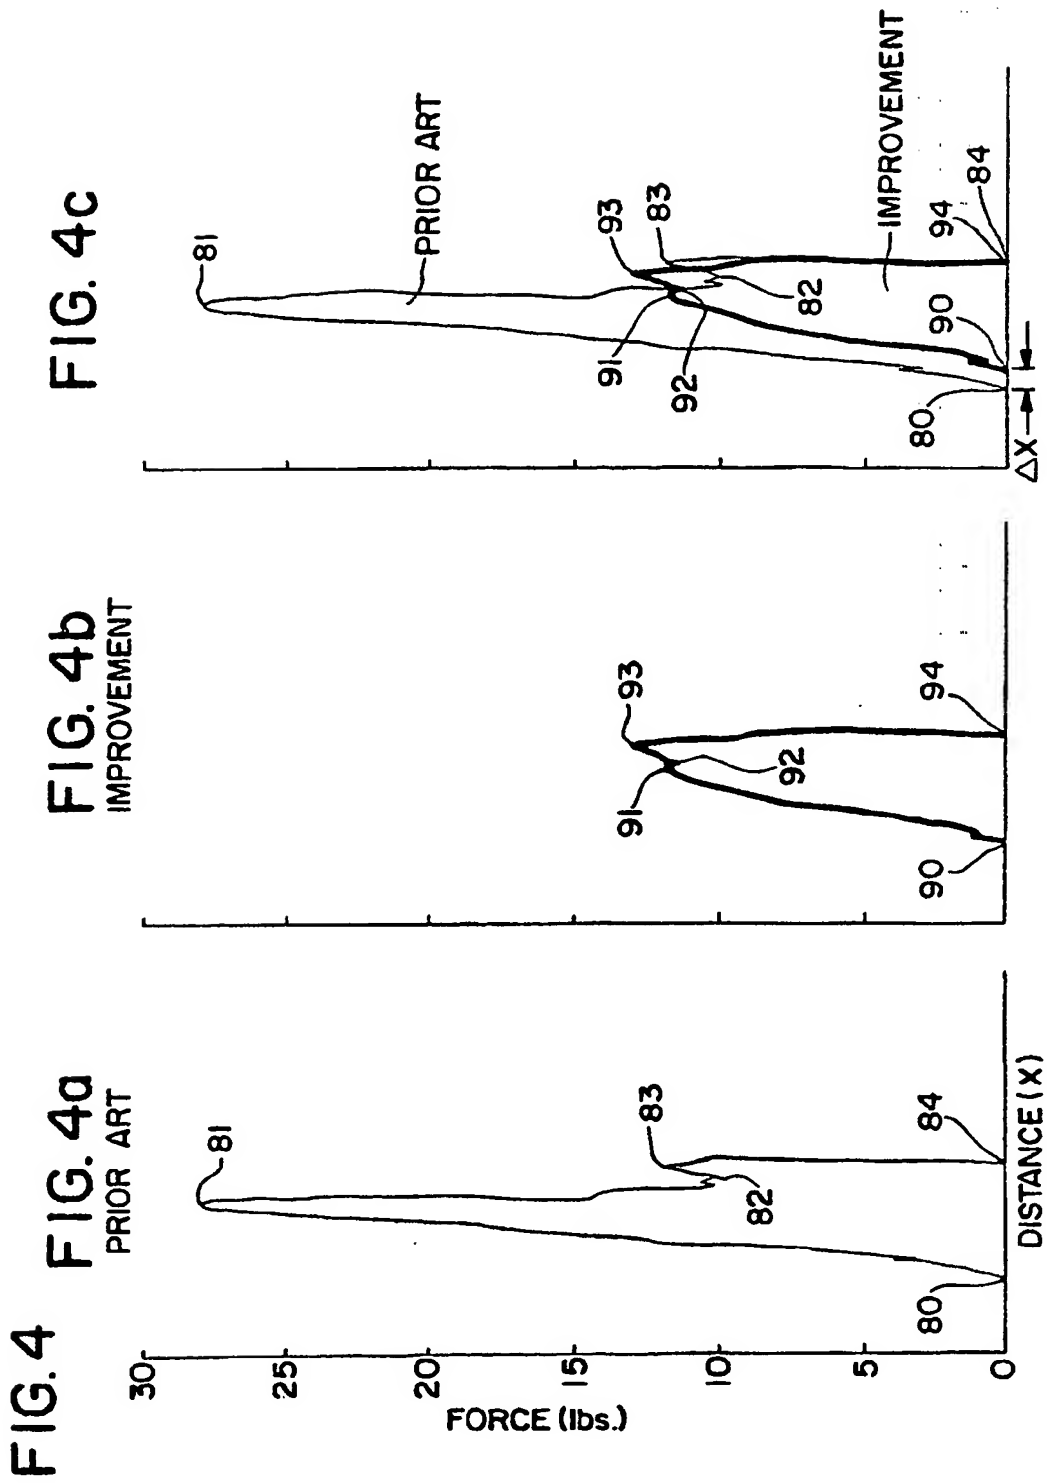 FIG. 4
FIG. 4a
PRIOR ART
81
83
82
80
84
30
25
20
15
10
5
0
FORCE (lbs.)
DISTANCE (X)
FIG. 4b
IMPROVEMENT
93
91
92
90
94
FIG. 4c
81
PRIOR ART
93
83
91
92
82
80
90
94
84
IMPROVEMENT
ΔX